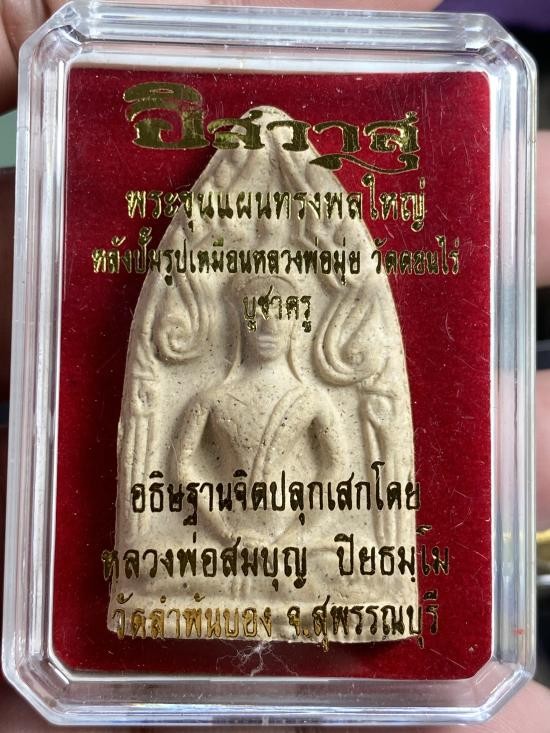 อิสวาสุ
พระขุนแผนทรงพลใหญ่
หลังปั๊มรูปเหมือนหลวงพ่อมุ่ย วัดดอนไร่
บูชาครู
อธิษฐานจิตปลุกเสกโดย
หลวงพ่อสมบุญ ปิยธมฺโม
วัดลำพันบอง จ.สุพรรณบุรี